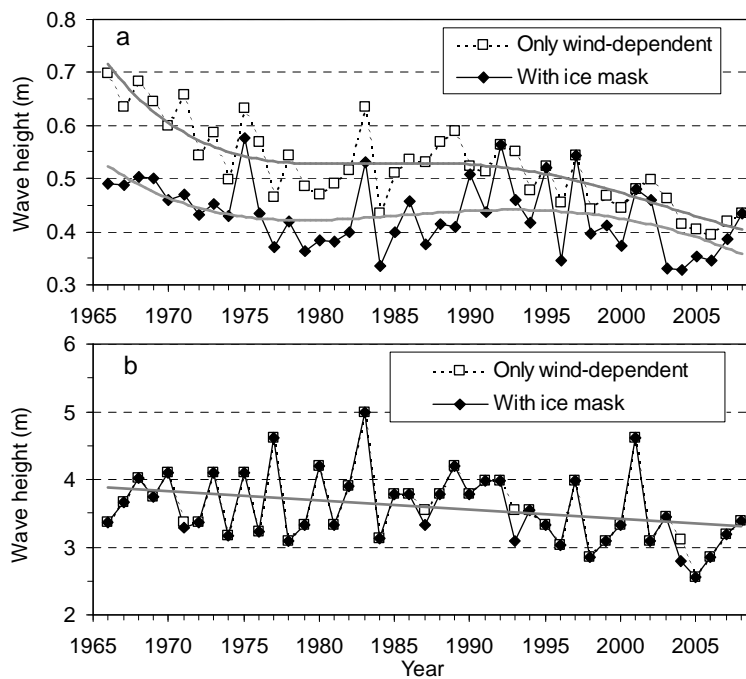 a
Only wind-dependent
With ice mask
Wave height (m)
0.8
0.7
0.6
0.5
0.4
0.3
1965 1970 1975 1980 1985 1990 1995 2000 2005
b
Only wind-dependent
With ice mask
Wave height (m)
6
5
4
3
2
1965 1970 1975 1980 1985 1990 1995 2000 2005
Year